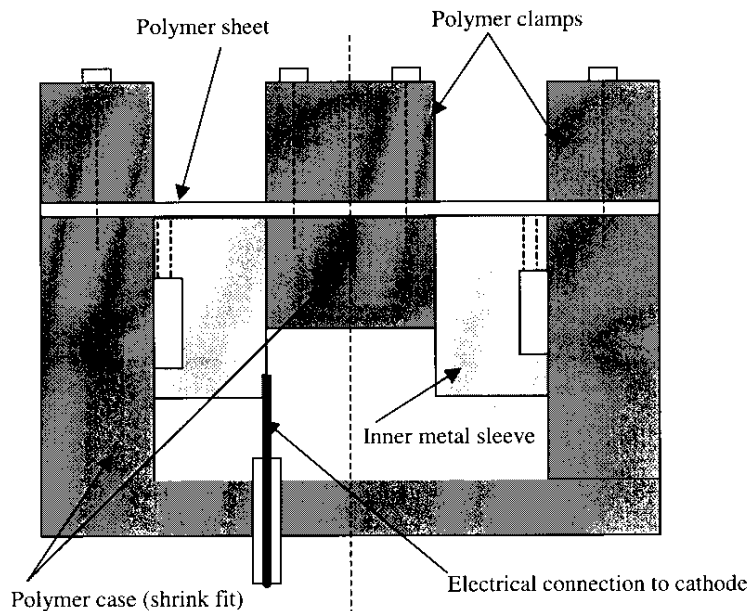 Polymer sheet
Polymer clamps
Inner metal sleeve
Electrical connection to cathode
Polymer case (shrink fit)